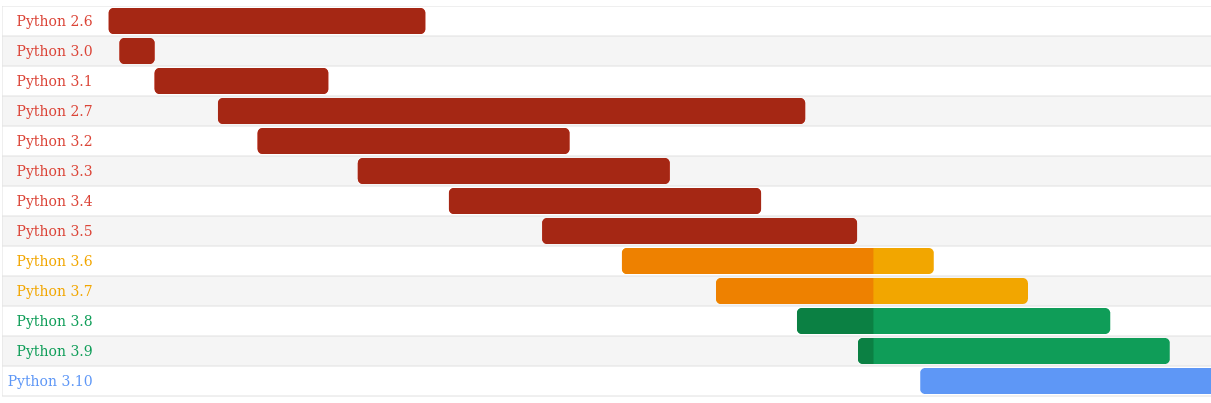 Python 2.6
Python 3.0
Python 3.1
Python 2.7
Python 3.2
Python 3.3
Python 3.4
Python 3.5
Python 3.6
Python 3.7
Python 3.8
Python 3.9
Python 3.10